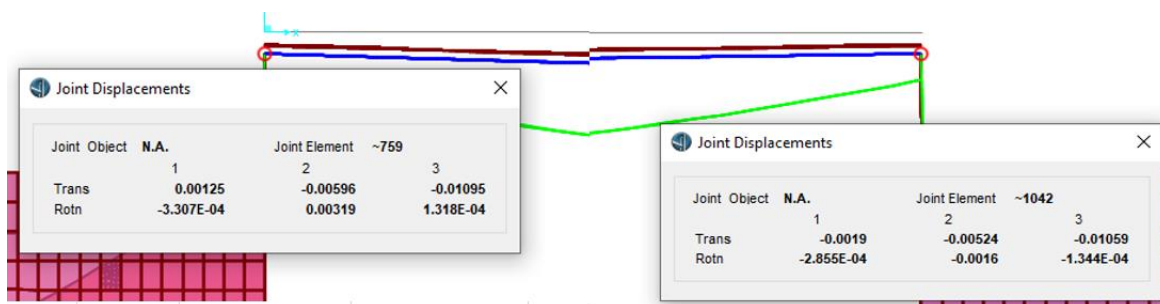 x
Joint Displacements
Joint Object N.A. Joint Element ~759
1 2 3
Trans 0.00125 -0.00596 -0.01095
Rotn -3.307E-04 0.00319 1.318E-04
Joint Displacements
Joint Object N.A. Joint Element ~1042
1 2 3
Trans -0.0019 -0.00524 -0.01059
Rotn -2.855E-04 -0.0016 -1.344E-04